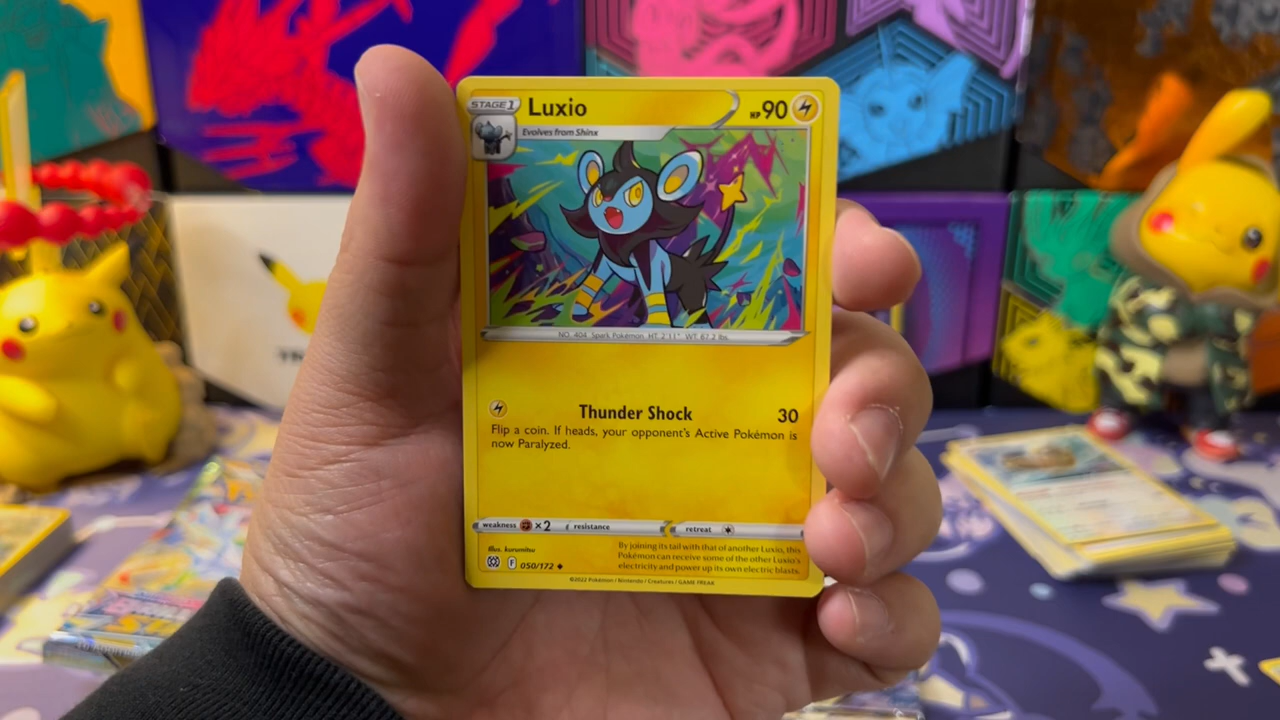 STAGE 1 Luxio HP 90
Evolves from Shinx
NO. 404 Spark Pokémon HT. 2'11" WT. 67.2 lbs.
Thunder Shock 30
Flip a coin. If heads, your opponent's Active Pokémon is
now Paralyzed.
weakness ×2 resistance retreat
Illus. kurumitsu
F 050/172
By joining its tail with that of another Luxio, this
Pokémon can receive some of the other Luxio's
electricity and power up its own electric blasts.
©2022 Pokémon / Nintendo / Creatures / GAME FREAK